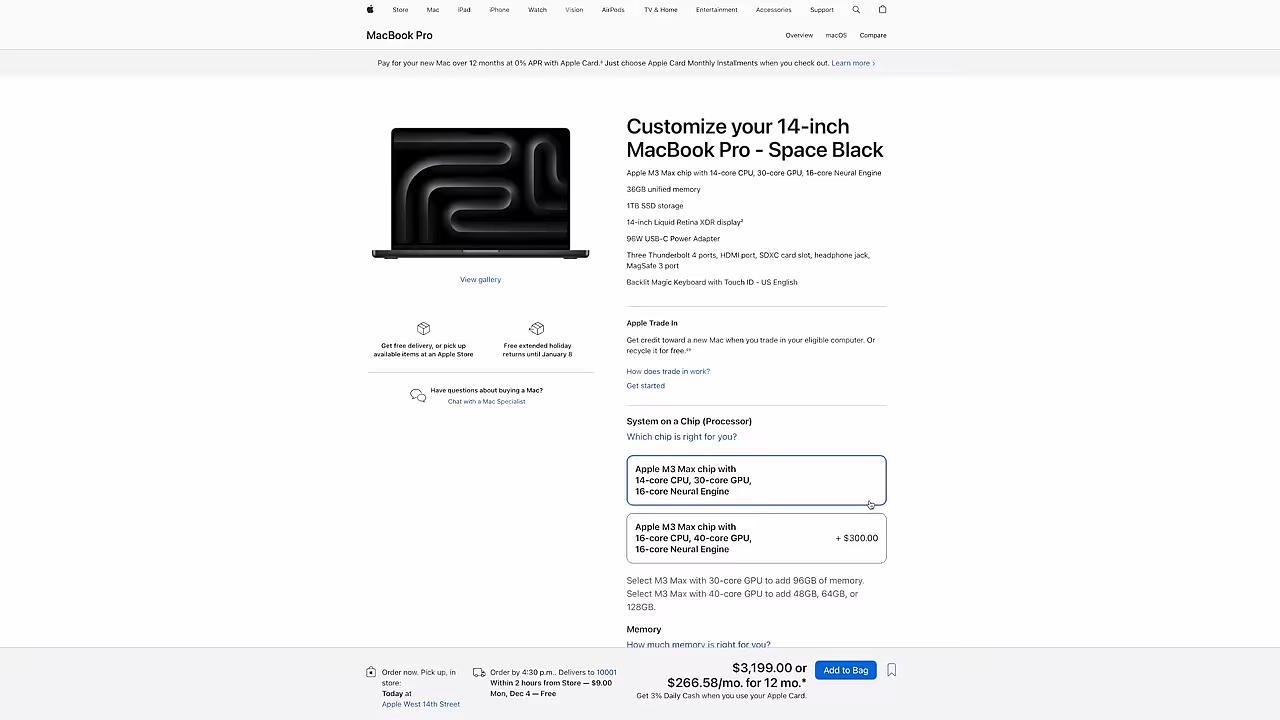 Store Mac iPad iPhone Watch Vision AirPods TV & Home Entertainment Accessories Support
MacBook Pro
Overview macOS Compare
Pay for your new Mac over 12 months at 0% APR with Apple Card.◊ Just choose Apple Card Monthly Installments when you check out. Learn more ›
View gallery
Get free delivery, or pick up
available items at an Apple Store
Free extended holiday
returns until January 8
Have questions about buying a Mac?
Chat with a Mac Specialist
Customize your 14-inch
MacBook Pro - Space Black
Apple M3 Max chip with 14-core CPU, 30-core GPU, 16-core Neural Engine
36GB unified memory
1TB SSD storage
14-inch Liquid Retina XDR display²
96W USB-C Power Adapter
Three Thunderbolt 4 ports, HDMI port, SDXC card slot, headphone jack,
MagSafe 3 port
Backlit Magic Keyboard with Touch ID - US English
Apple Trade In
Get credit toward a new Mac when you trade in your eligible computer. Or
recycle it for free.
How does trade in work?
Get started
System on a Chip (Processor)
Which chip is right for you?
Apple M3 Max chip with
14-core CPU, 30-core GPU,
16-core Neural Engine
Apple M3 Max chip with
16-core CPU, 40-core GPU,
16-core Neural Engine
+ $300.00
Select M3 Max with 30-core GPU to add 96GB of memory.
Select M3 Max with 40-core GPU to add 48GB, 64GB, or
128GB.
Memory
How much memory is right for you?
Order now. Pick up, in
store:
Today at
Apple West 14th Street
Order by 4:30 p.m.. Delivers to 10001
Within 2 hours from Store — $9.00
Mon, Dec 4 — Free
$3,199.00 or
$266.58/mo. for 12 mo.*
Get 3% Daily Cash when you use your Apple Card.
Add to Bag